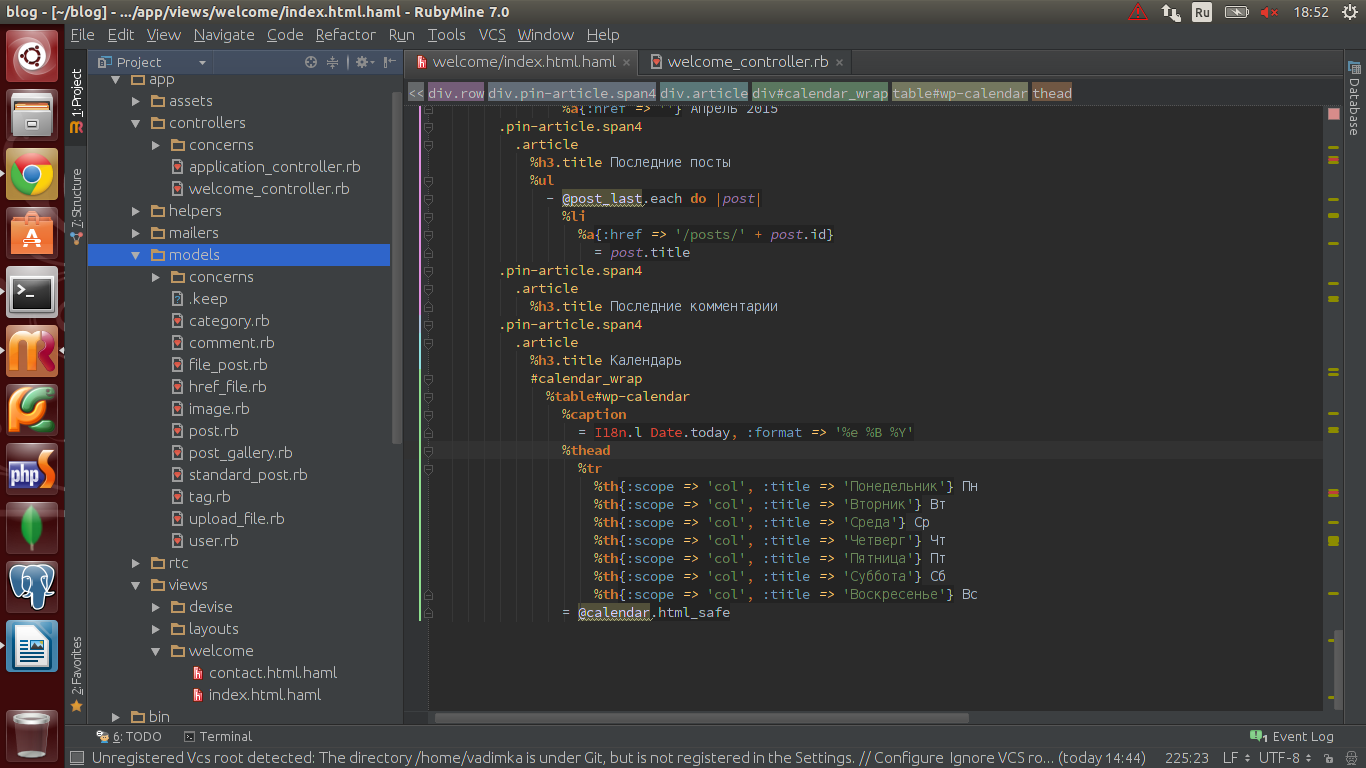 blog - [~/blog] - .../app/views/welcome/index.html.haml - RubyMine 7.0
Ru
18:52
File Edit View Navigate Code Refactor Run Tools VCS Window Help
Project
welcome/index.html.haml
welcome_controller.rb
<< div.row div.pin-article.span4 div.article div#calendar_wrap table#wp-calendar thead
1: Project
7: Structure
2: Favorites
Database
app
assets
controllers
concerns
application_controller.rb
welcome_controller.rb
helpers
mailers
models
concerns
.keep
category.rb
comment.rb
file_post.rb
href_file.rb
image.rb
post.rb
post_gallery.rb
standard_post.rb
tag.rb
upload_file.rb
user.rb
rtc
views
devise
layouts
welcome
contact.html.haml
index.html.haml
bin
%a{:href => ''} Апрель 2015
.pin-article.span4
.article
%h3.title Последние посты
%ul
- @post_last.each do |post|
%li
%a{:href => '/posts/' + post.id}
= post.title
.pin-article.span4
.article
%h3.title Последние комментарии
.pin-article.span4
.article
%h3.title Календарь
#calendar_wrap
%table#wp-calendar
%caption
= I18n.l Date.today, :format => '%e %B %Y'
%thead
%tr
%th{:scope => 'col', :title => 'Понедельник'} Пн
%th{:scope => 'col', :title => 'Вторник'} Вт
%th{:scope => 'col', :title => 'Среда'} Ср
%th{:scope => 'col', :title => 'Четверг'} Чт
%th{:scope => 'col', :title => 'Пятница'} Пт
%th{:scope => 'col', :title => 'Суббота'} Сб
%th{:scope => 'col', :title => 'Воскресенье'} Вс
= @calendar.html_safe
6: TODO
Terminal
1 Event Log
Unregistered Vcs root detected: The directory /home/vadimka is under Git, but is not registered in the Settings. // Configure Ignore VCS ro... (today 14:44)
225:23 LF UTF-8